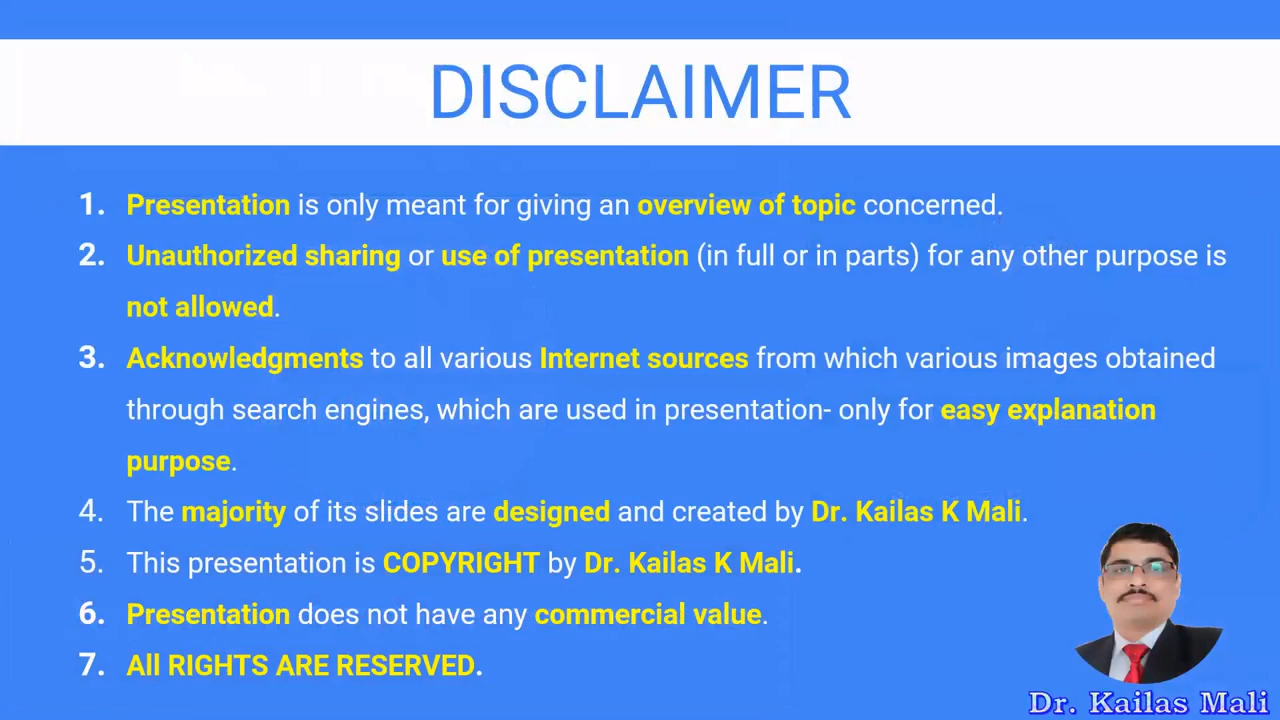 DISCLAIMER
1. Presentation is only meant for giving an overview of topic concerned.
2. Unauthorized sharing or use of presentation (in full or in parts) for any other purpose is
not allowed.
3. Acknowledgments to all various Internet sources from which various images obtained
through search engines, which are used in presentation- only for easy explanation
purpose.
4. The majority of its slides are designed and created by Dr. Kailas K Mali.
5. This presentation is COPYRIGHT by Dr. Kailas K Mali.
6. Presentation does not have any commercial value.
7. All RIGHTS ARE RESERVED.
Dr. Kailas Mali